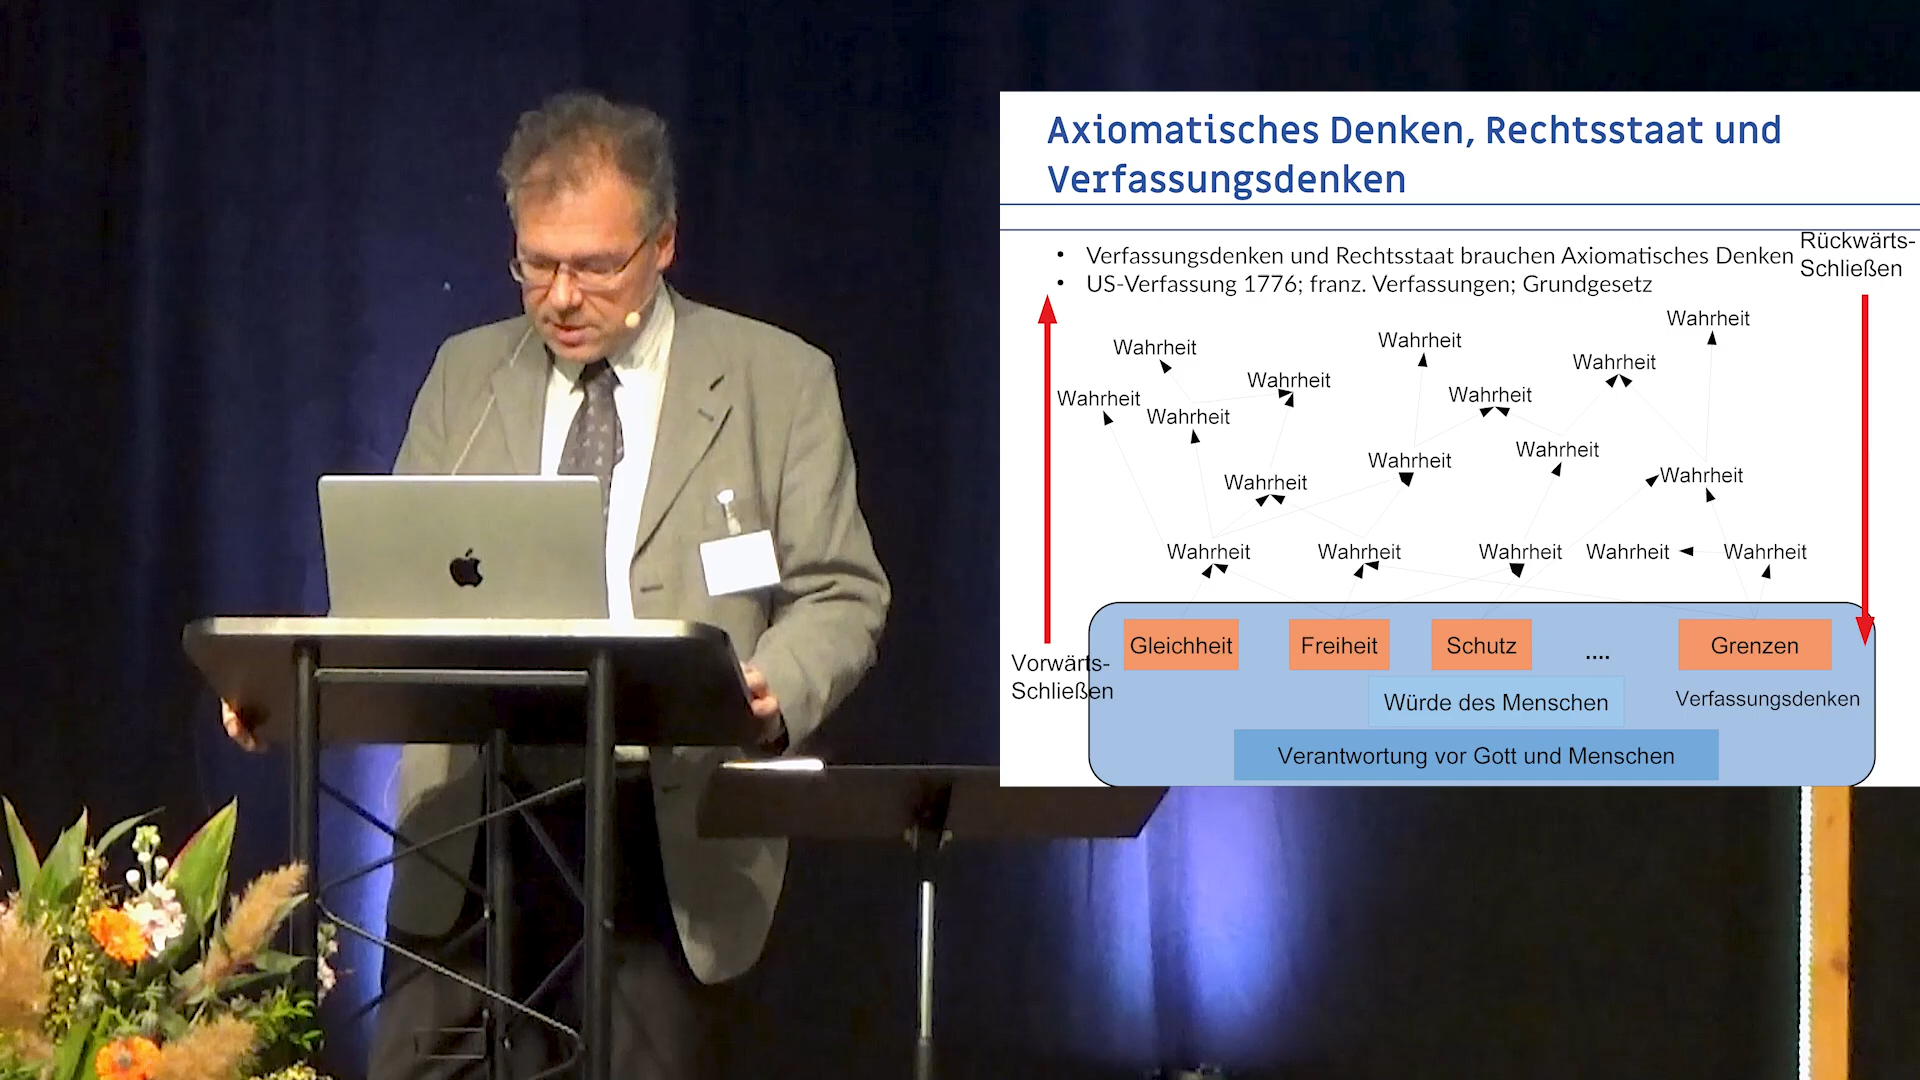 Axiomatisches Denken, Rechtsstaat und
Verfassungsdenken
• Verfassungsdenken und Rechtsstaat brauchen Axiomatisches Denken
• US-Verfassung 1776; franz. Verfassungen; Grundgesetz
Rückwärts-
Schließen
Wahrheit
Wahrheit
Wahrheit
Wahrheit
Wahrheit
Wahrheit
Wahrheit
Wahrheit
Wahrheit
Wahrheit
Wahrheit
Wahrheit
Wahrheit Wahrheit Wahrheit Wahrheit Wahrheit
Gleichheit Freiheit Schutz .... Grenzen
Vorwärts-
Schließen
Würde des Menschen Verfassungsdenken
Verantwortung vor Gott und Menschen